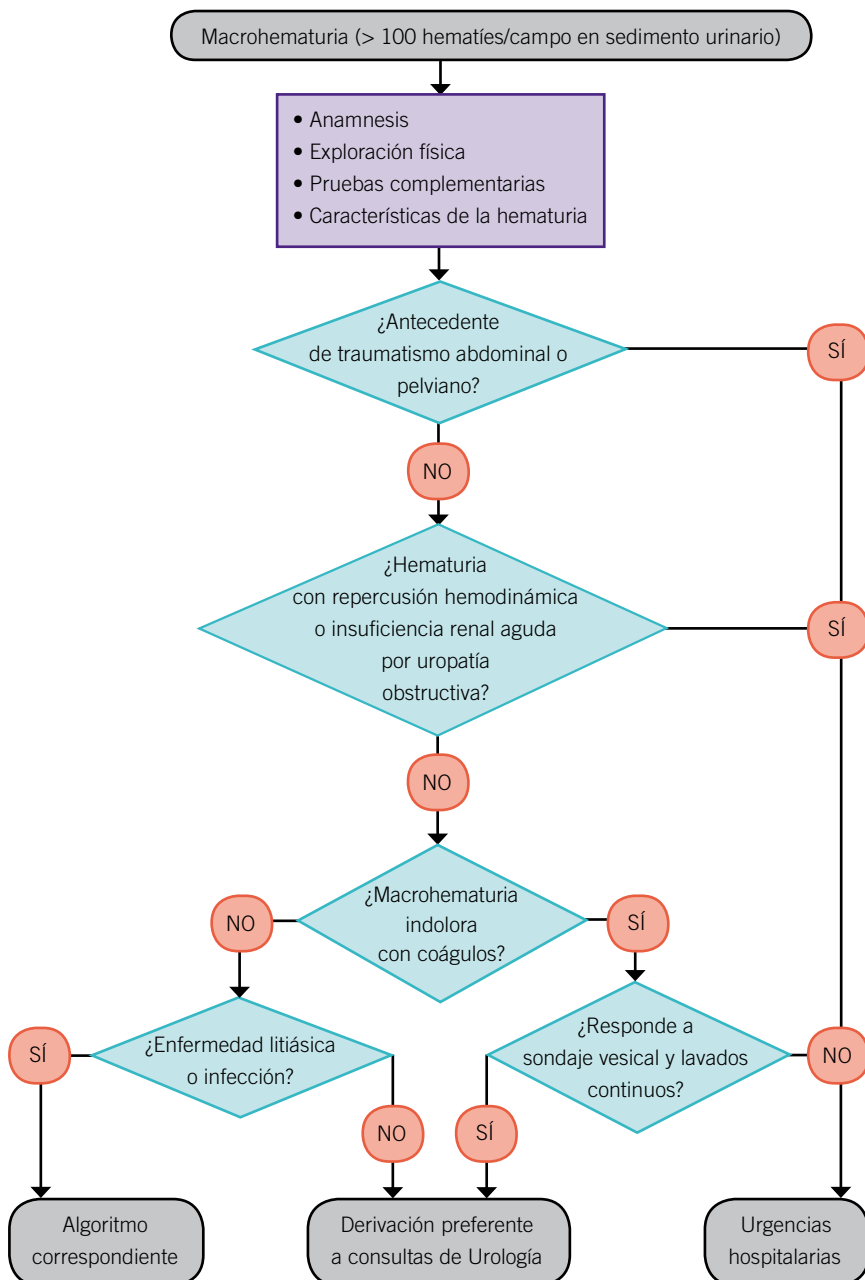 Macrohematuria (> 100 hematíes/campo en sedimento urinario)
• Anamnesis
• Exploración física
• Pruebas complementarias
• Características de la hematuria
¿Antecedente
de traumatismo abdominal o
pelviano?
SÍ
NO
¿Hematuria
con repercusión hemodinámica
o insuficiencia renal aguda
por uropatía
obstructiva?
SÍ
NO
¿Macrohematuria
indolora
con coágulos?
NO
SÍ
¿Enfermedad litiásica
o infección?
SÍ
NO
¿Responde a
sondaje vesical y lavados
continuos?
SÍ
NO
Algoritmo
correspondiente
Derivación preferente
a consultas de Urología
Urgencias
hospitalarias